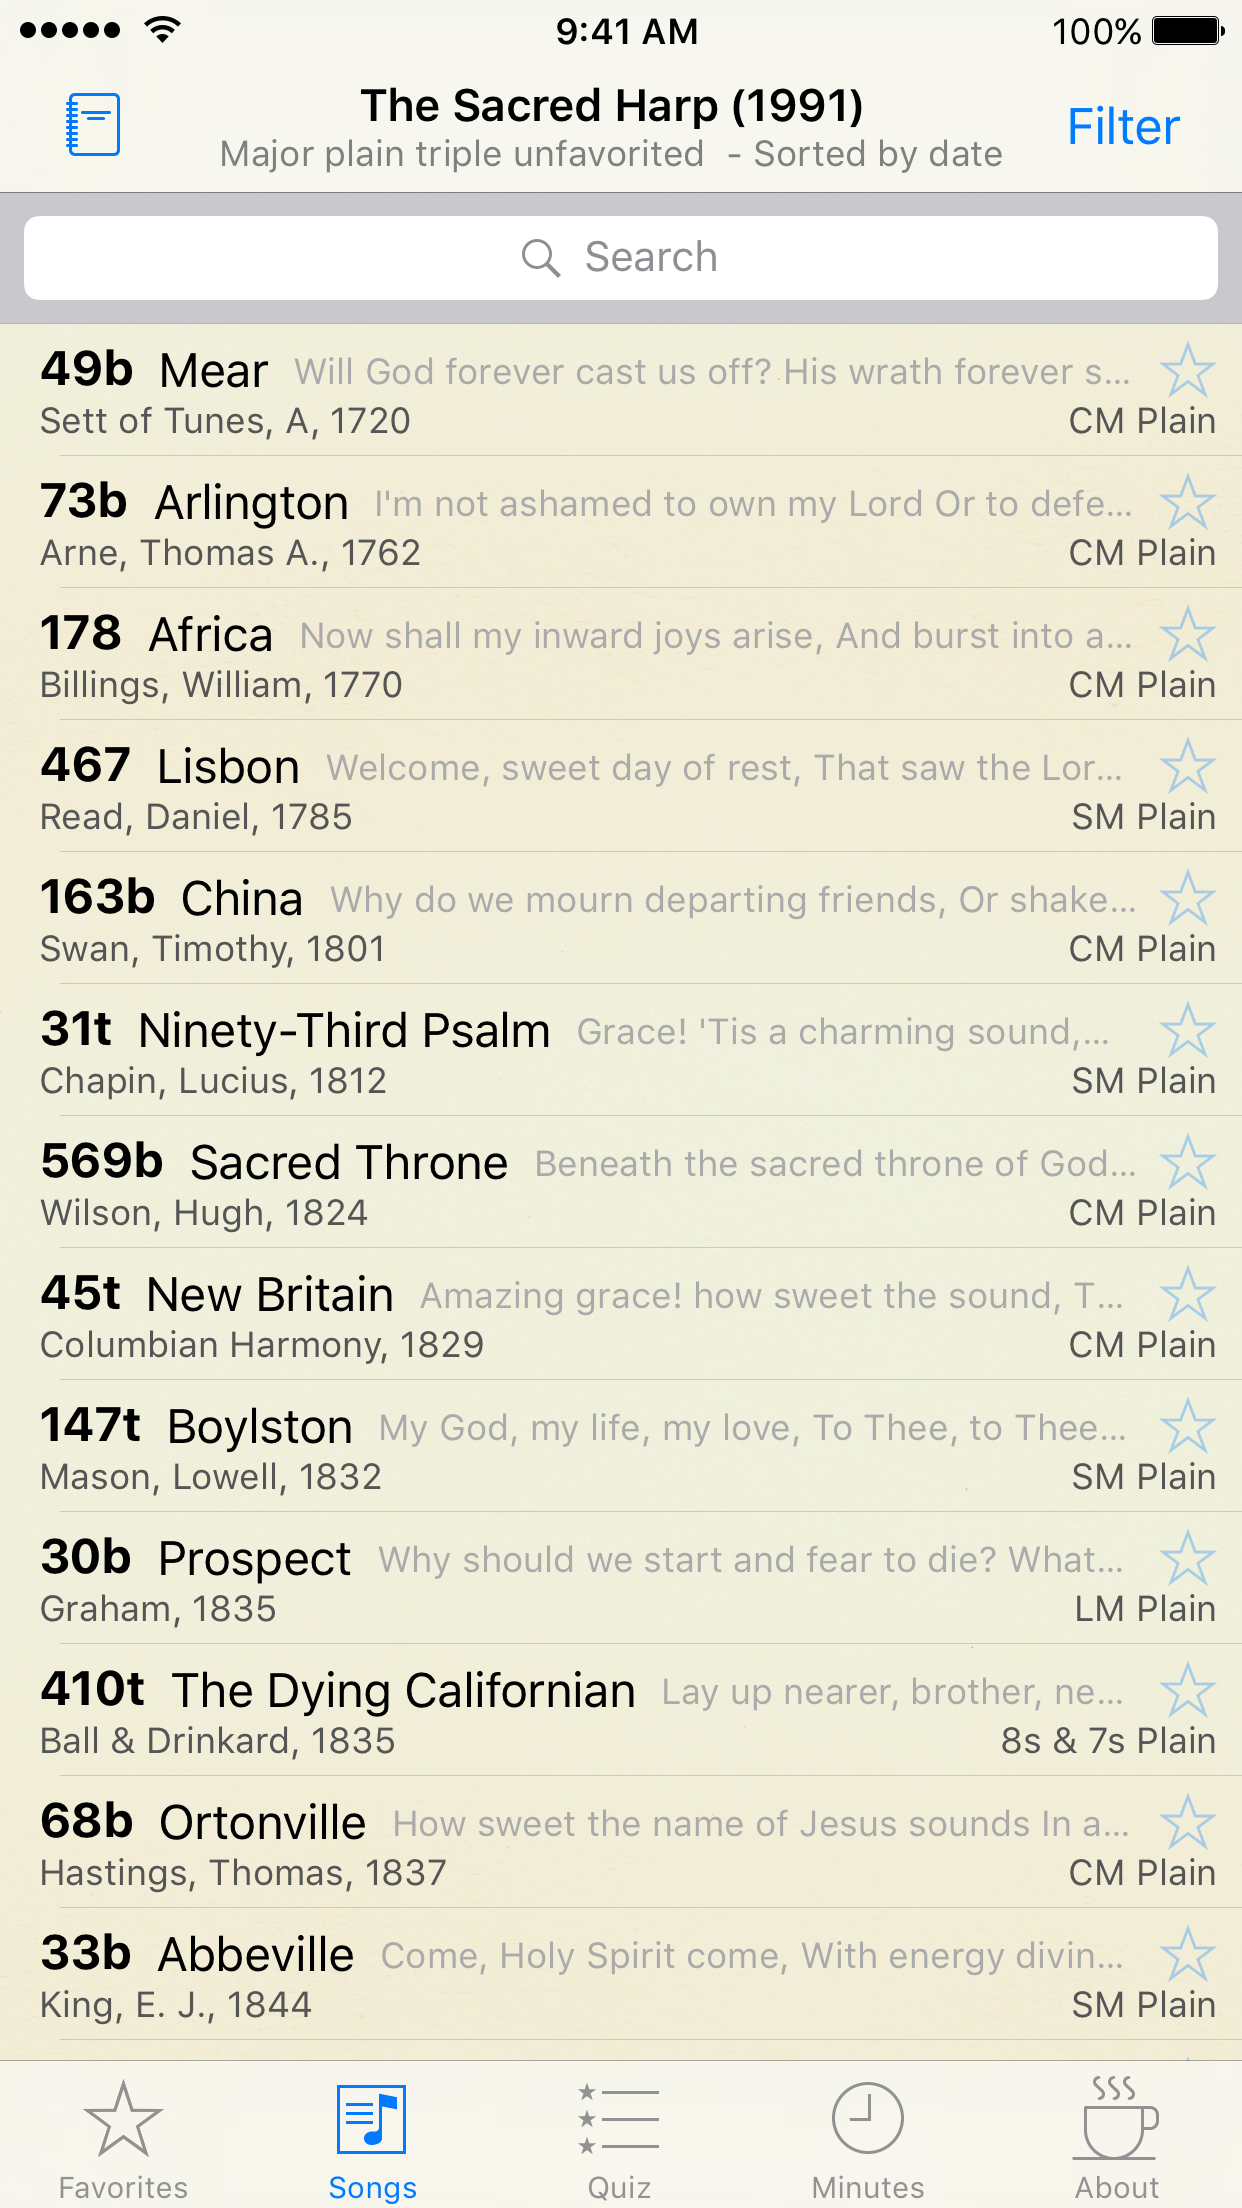 9:41 AM
100%
The Sacred Harp (1991)
Major plain triple unfavorited - Sorted by date
Filter
Search
49b Mear Will God forever cast us off? His wrath forever s...
Sett of Tunes, A, 1720 CM Plain
73b Arlington I'm not ashamed to own my Lord Or to defe...
Arne, Thomas A., 1762 CM Plain
178 Africa Now shall my inward joys arise, And burst into a...
Billings, William, 1770 CM Plain
467 Lisbon Welcome, sweet day of rest, That saw the Lor...
Read, Daniel, 1785 SM Plain
163b China Why do we mourn departing friends, Or shake...
Swan, Timothy, 1801 CM Plain
31t Ninety-Third Psalm Grace! 'Tis a charming sound,...
Chapin, Lucius, 1812 SM Plain
569b Sacred Throne Beneath the sacred throne of God...
Wilson, Hugh, 1824 CM Plain
45t New Britain Amazing grace! how sweet the sound, T...
Columbian Harmony, 1829 CM Plain
147t Boylston My God, my life, my love, To Thee, to Thee...
Mason, Lowell, 1832 SM Plain
30b Prospect Why should we start and fear to die? What...
Graham, 1835 LM Plain
410t The Dying Californian Lay up nearer, brother, ne...
Ball & Drinkard, 1835 8s & 7s Plain
68b Ortonville How sweet the name of Jesus sounds In a...
Hastings, Thomas, 1837 CM Plain
33b Abbeville Come, Holy Spirit come, With energy divin...
King, E. J., 1844 SM Plain
Favorites Songs Quiz Minutes About